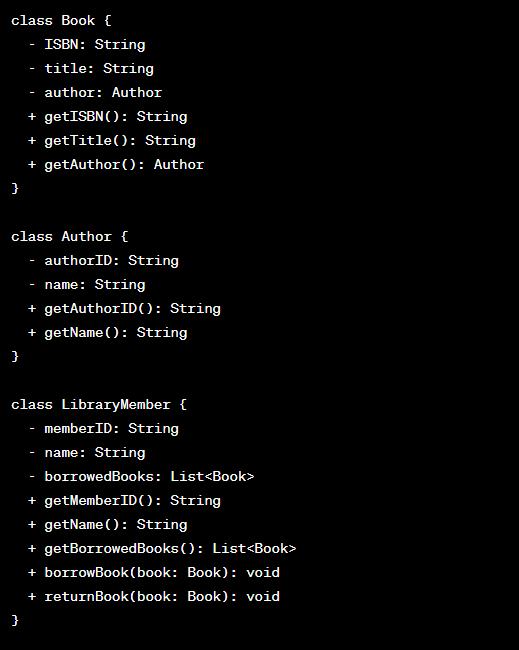 class Book {
- ISBN: String
- title: String
- author: Author
+ getISBN(): String
+ getTitle(): String
+ getAuthor(): Author
}
class Author {
- authorID: String
- name: String
+ getAuthorID(): String
+ getName(): String
}
class LibraryMember {
- memberID: String
- name: String
- borrowedBooks: List<Book>
+ getMemberID(): String
+ getName(): String
+ getBorrowedBooks(): List<Book>
+ borrowBook(book: Book): void
+ returnBook(book: Book): void
}